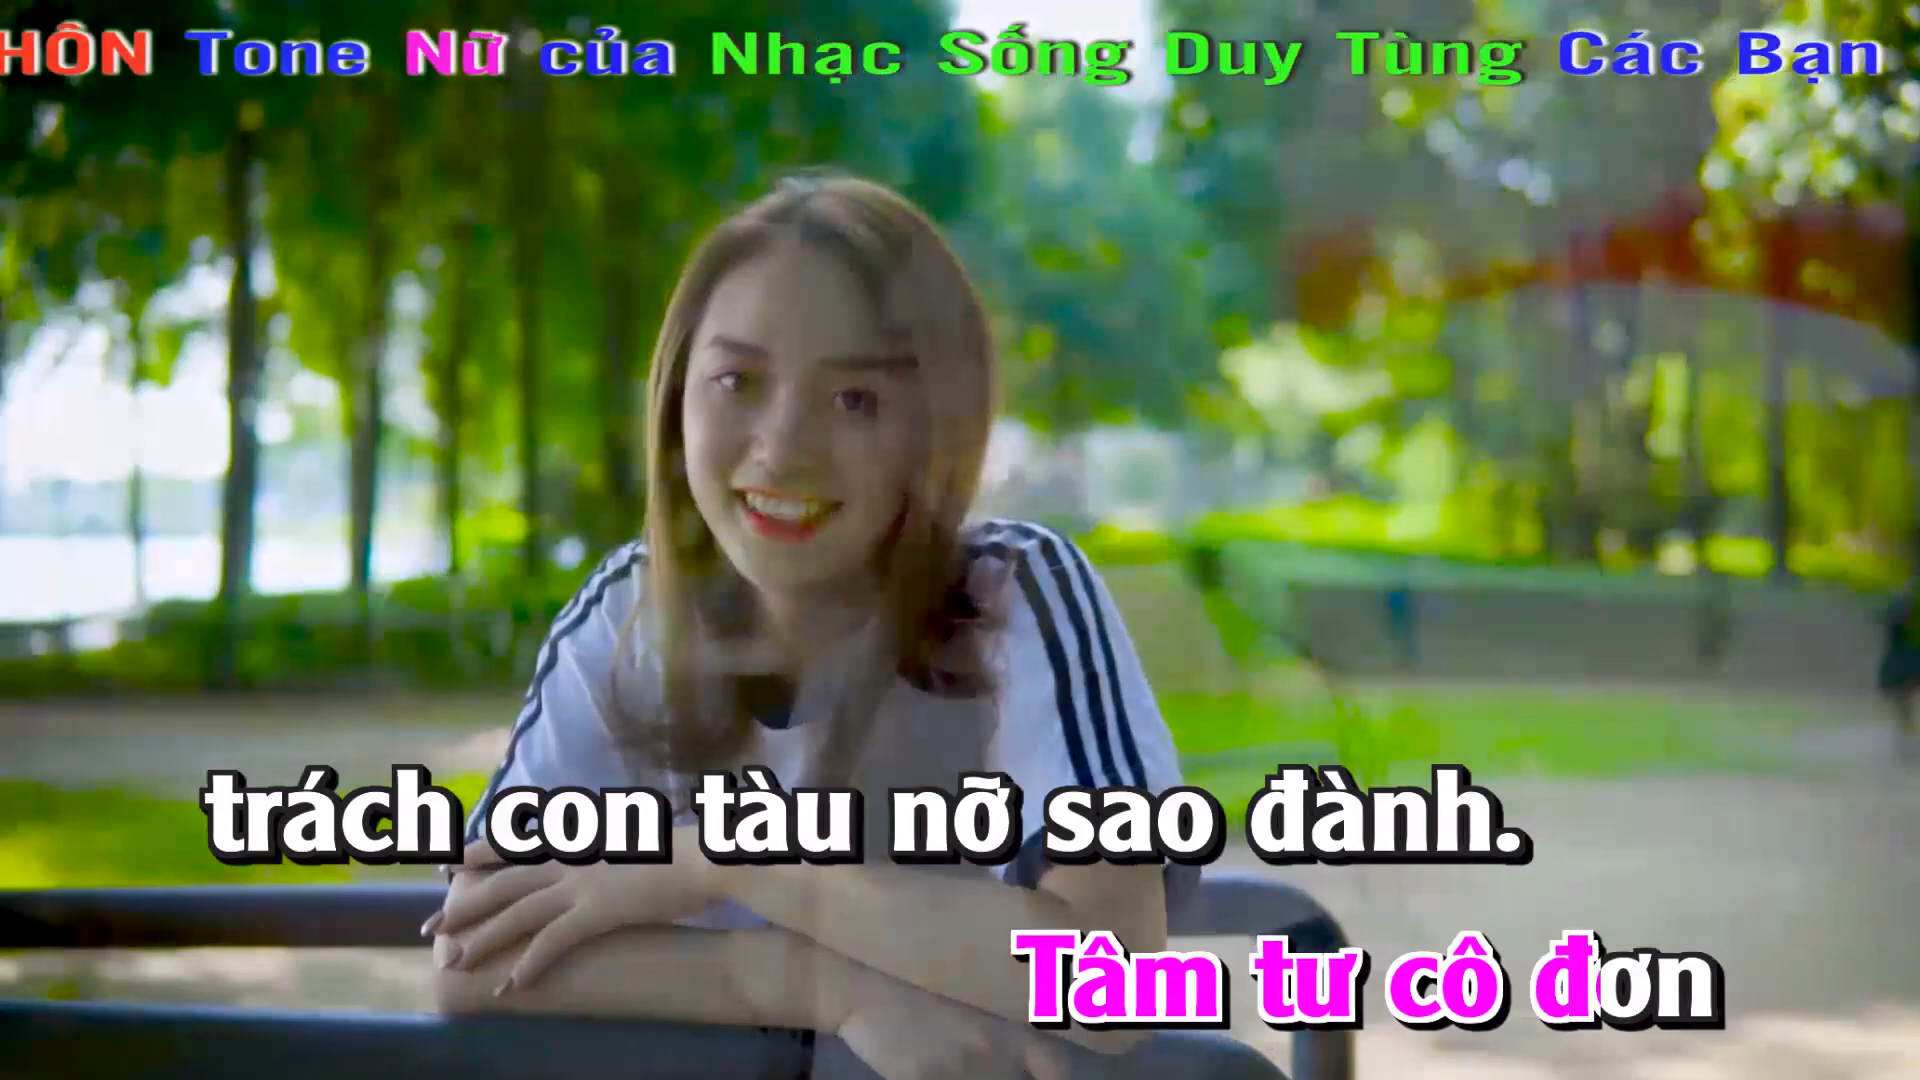 HÔN Tone Nữ của Nhạc Sống Duy Tùng Các Bạn
trách con tàu nỡ sao đành.
Tâm tư cô đơn